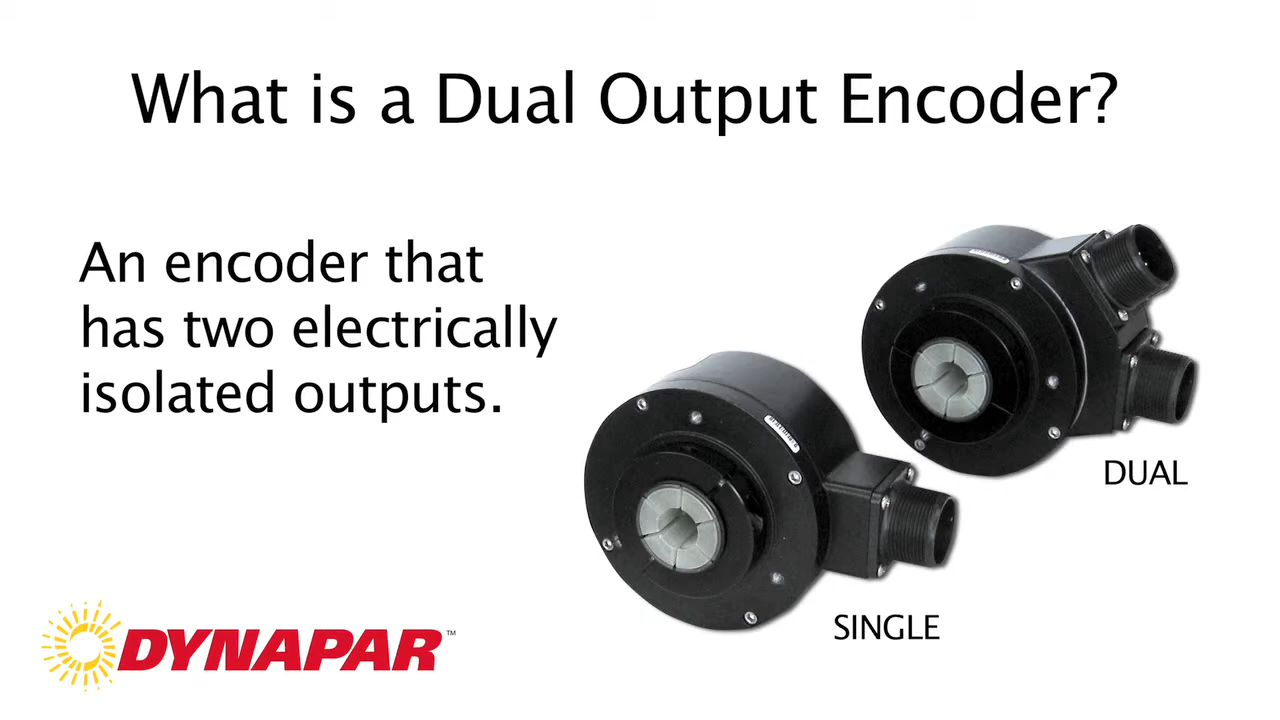 What is a Dual Output Encoder?
An encoder that
has two electrically
isolated outputs.
DUAL
SINGLE
DYNAPAR™